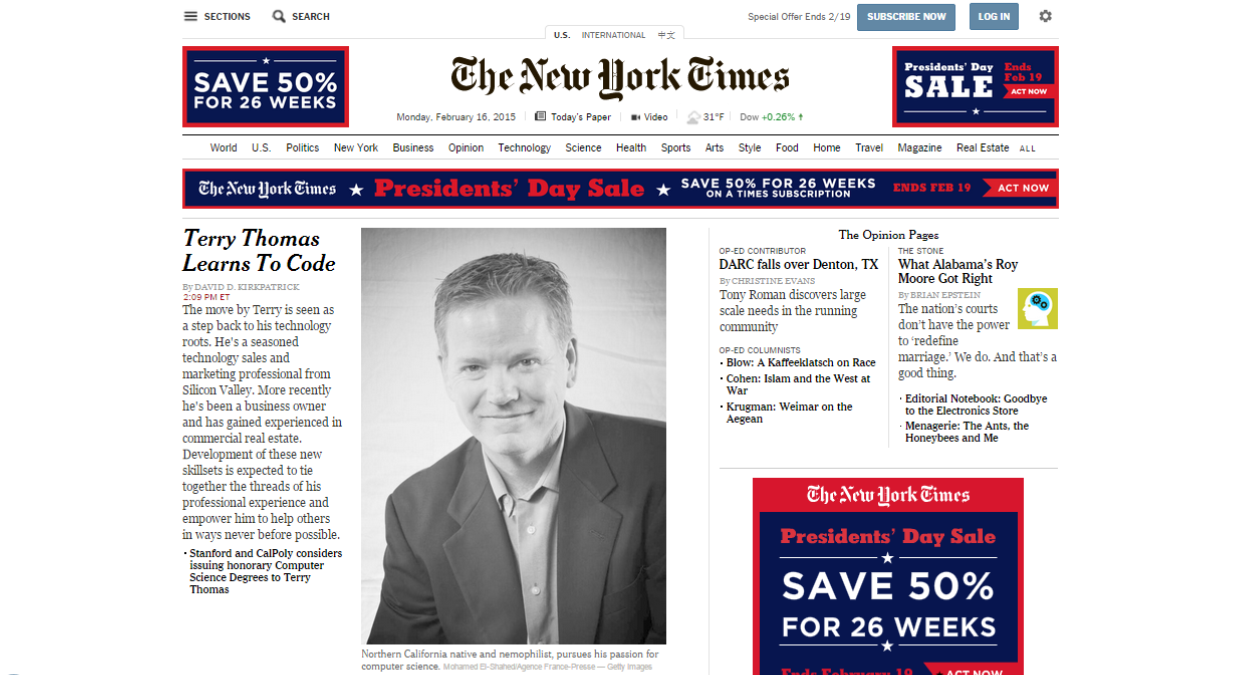 SECTIONS SEARCH Special Offer Ends 2/19 SUBSCRIBE NOW LOG IN
U.S. INTERNATIONAL 中文
SAVE 50%
FOR 26 WEEKS
The New York Times
Presidents' Day
SALE
Ends
Feb 19
ACT NOW
Monday, February 16, 2015 Today's Paper Video 31°F Dow +0.26% ↑
World U.S. Politics New York Business Opinion Technology Science Health Sports Arts Style Food Home Travel Magazine Real Estate ALL
The New York Times ★ Presidents' Day Sale ★ SAVE 50% FOR 26 WEEKS ENDS FEB 19 ACT NOW
ON A TIMES SUBSCRIPTION
Terry Thomas
Learns To Code
By DAVID D. KIRKPATRICK
2:09 PM ET
The move by Terry is seen as
a step back to his technology
roots. He's a seasoned
technology sales and
marketing professional from
Silicon Valley. More recently
he's been a business owner
and has gained experienced in
commercial real estate.
Development of these new
skillsets is expected to tie
together the threads of his
professional experience and
empower him to help others
in ways never before possible.
• Stanford and CalPoly considers
issuing honorary Computer
Science Degrees to Terry
Thomas
Northern California native and nemophilist, pursues his passion for
computer science. Mohamed El-Shahed/Agence France-Presse — Getty Images
The Opinion Pages
OP-ED CONTRIBUTOR
DARC falls over Denton, TX
By CHRISTINE EVANS
Tony Roman discovers large
scale needs in the running
community
OP-ED COLUMNISTS
• Blow: A Kaffeeklatsch on Race
• Cohen: Islam and the West at
War
• Krugman: Weimar on the
Aegean
THE STONE
What Alabama's Roy
Moore Got Right
By BRIAN EPSTEIN
The nation's courts
don't have the power
to 'redefine
marriage.' We do. And that's a
good thing.
• Editorial Notebook: Goodbye
to the Electronics Store
• Menagerie: The Ants, the
Honeybees and Me
The New York Times
Presidents' Day Sale
SAVE 50%
FOR 26 WEEKS
Ends February 19 ACT NOW